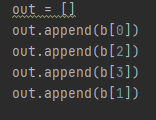 out = []
out.append(b[0])
out.append(b[2])
out.append(b[3])
out.append(b[1])